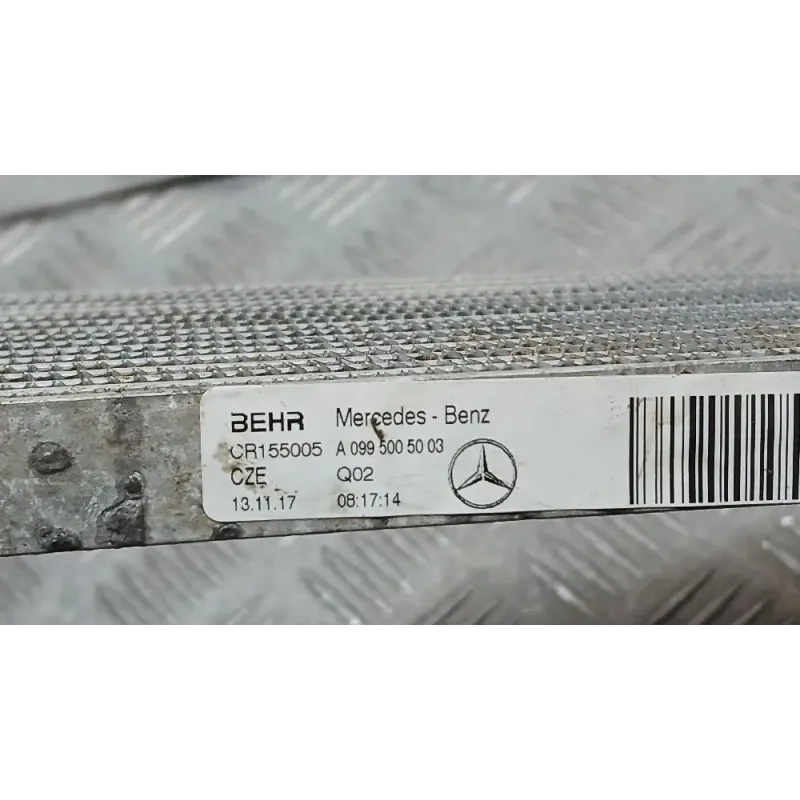 BEHR Mercedes - Benz
CR155005 A 099 500 50 03
CZE Q02
13.11.17 08:17:14